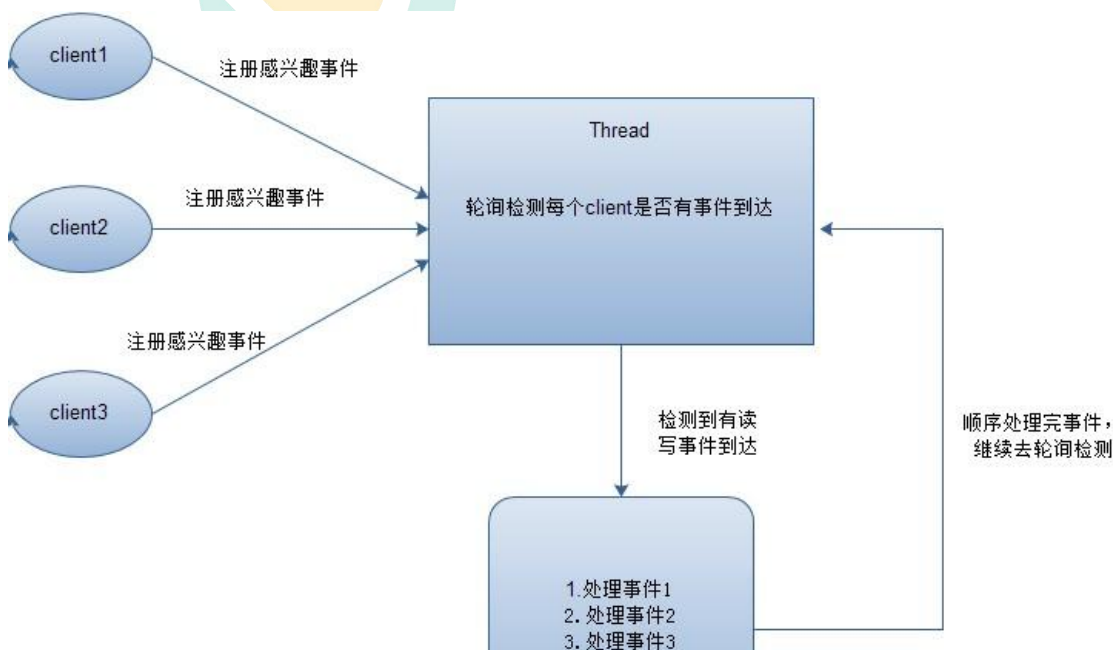 client1
注册感兴趣事件
Thread
注册感兴趣事件
轮询检测每个client是否有事件到达
client2
注册感兴趣事件
client3
检测到有读
写事件到达
顺序处理完事件，
继续去轮询检测
1.处理事件1
2.处理事件2
3.处理事件3